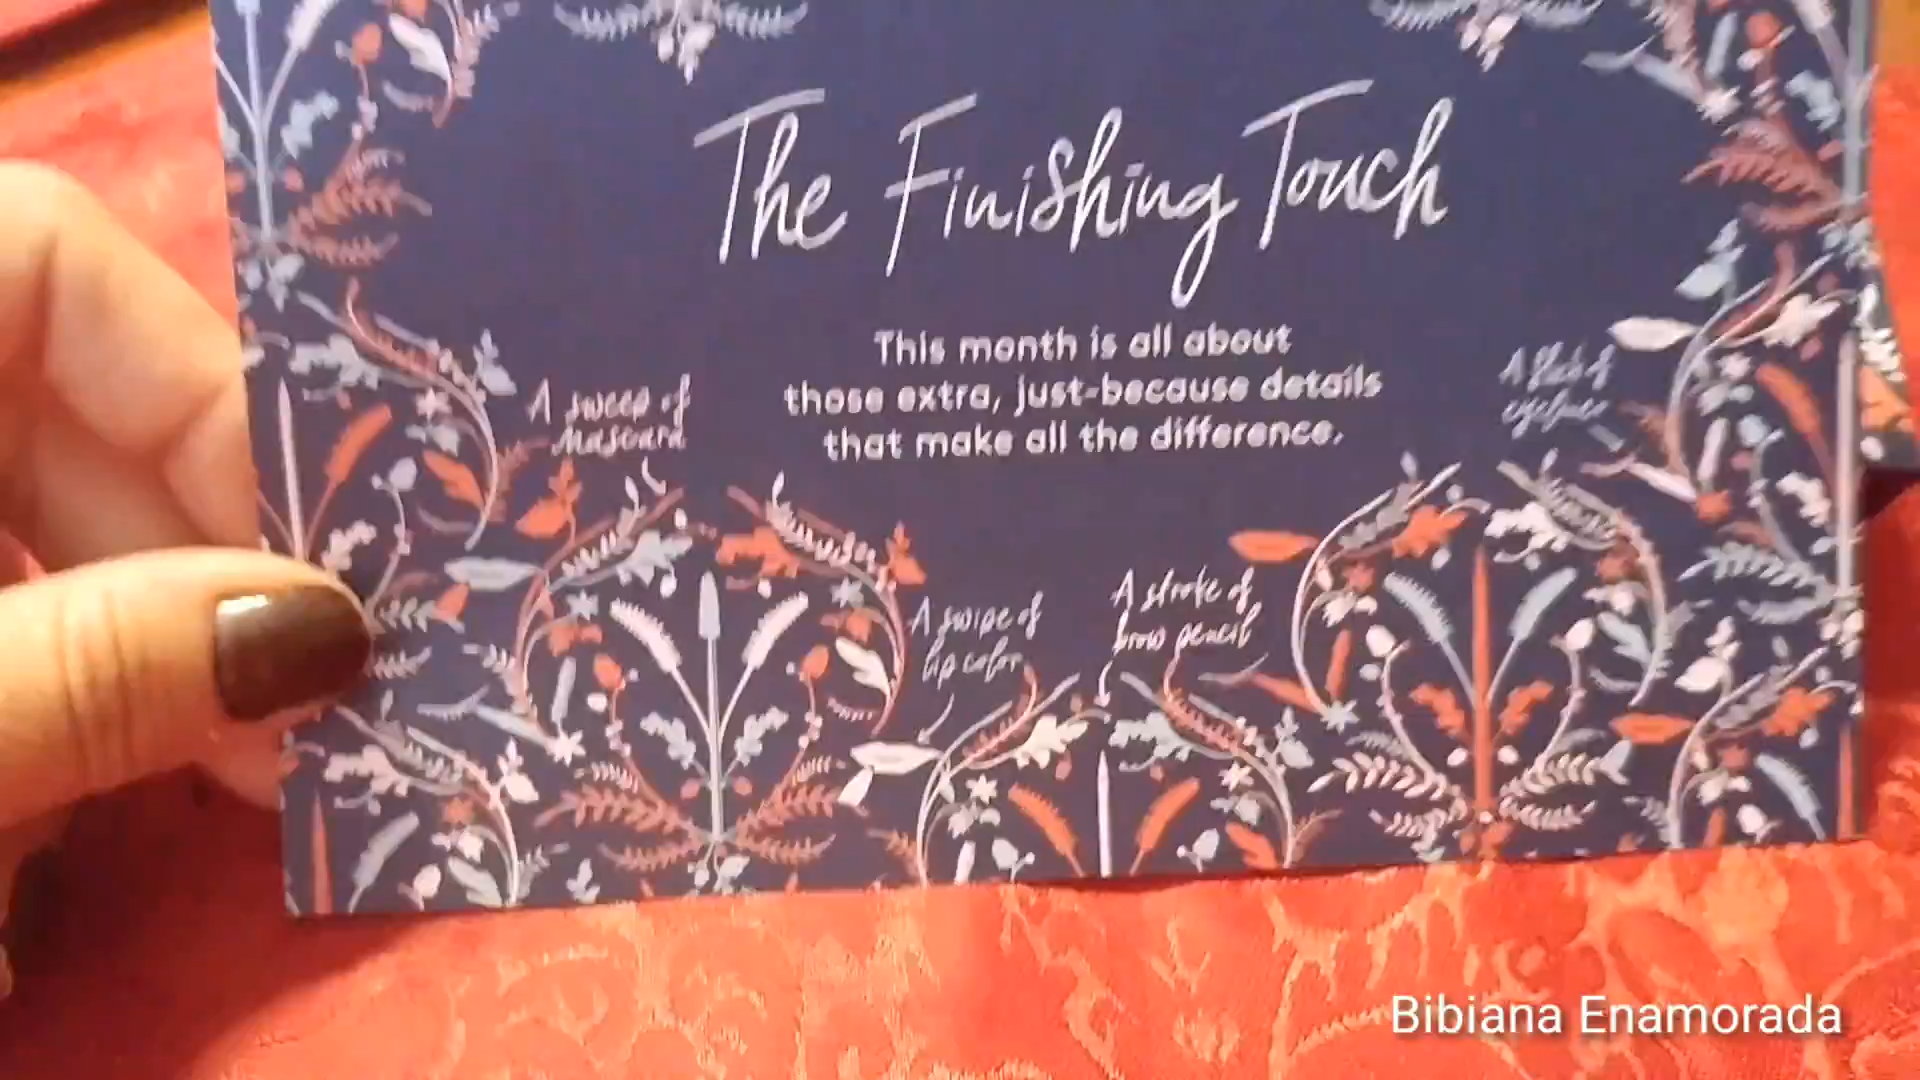 The Finishing Touch
This month is all about
those extra, just-because details
that make all the difference.
A sweep of
mascara
A swipe of
lip color
A stroke of
brow pencil
Bibiana Enamorada